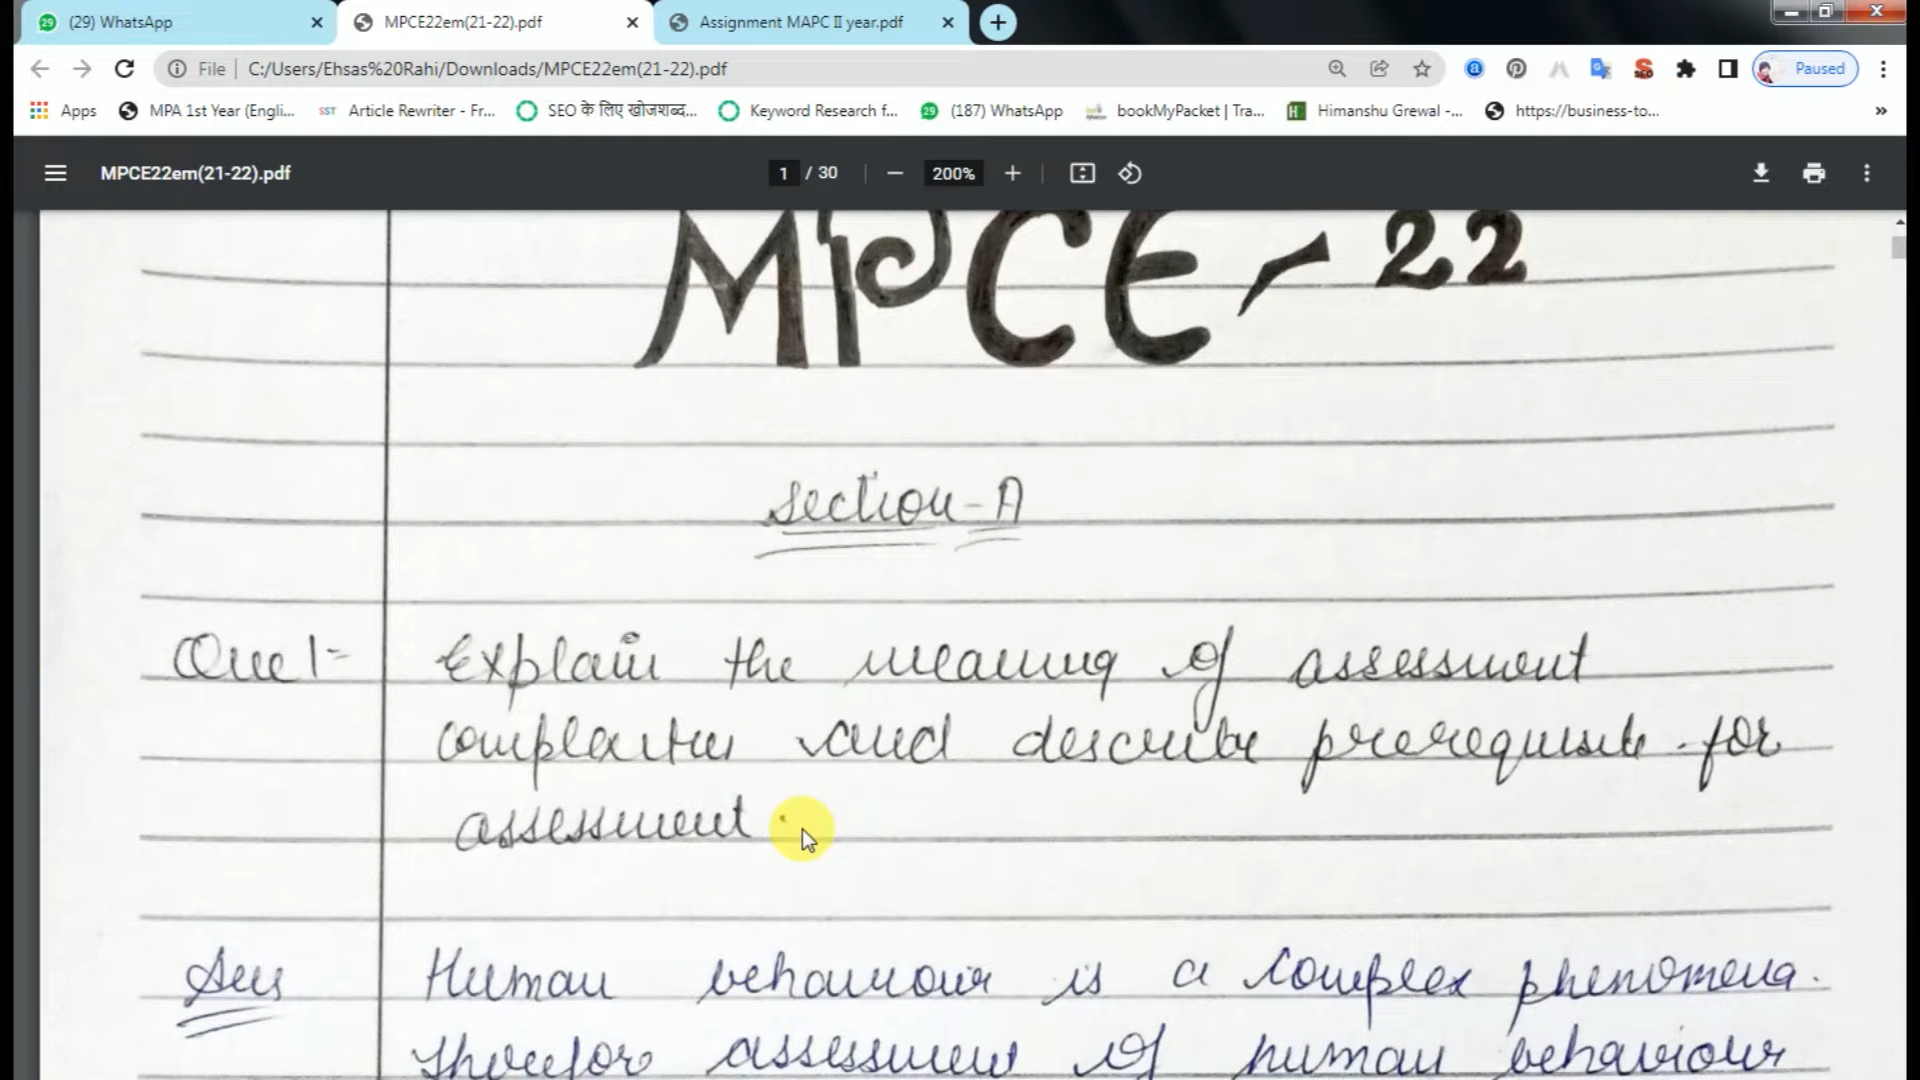 (29) WhatsApp
MPCE22em(21-22).pdf
Assignment MAPC II year.pdf
File | C:/Users/Ehsas%20Rahi/Downloads/MPCE22em(21-22).pdf
Paused
Apps
MPA 1st Year (Engli...
SST Article Rewriter - Fr...
SEO के लिए खोजशब्द...
Keyword Research f...
(187) WhatsApp
bookMyPacket | Tra...
Himanshu Grewal -...
https://business-to...
MPCE22em(21-22).pdf
1 / 30
200%
MPCE - 22
Section - A
Que 1- Explain the meaning of assessment
and describe prerequisite for
assessment.
Ans Human behaviour is a complex phenomena.
Therefore assessment of human behaviour